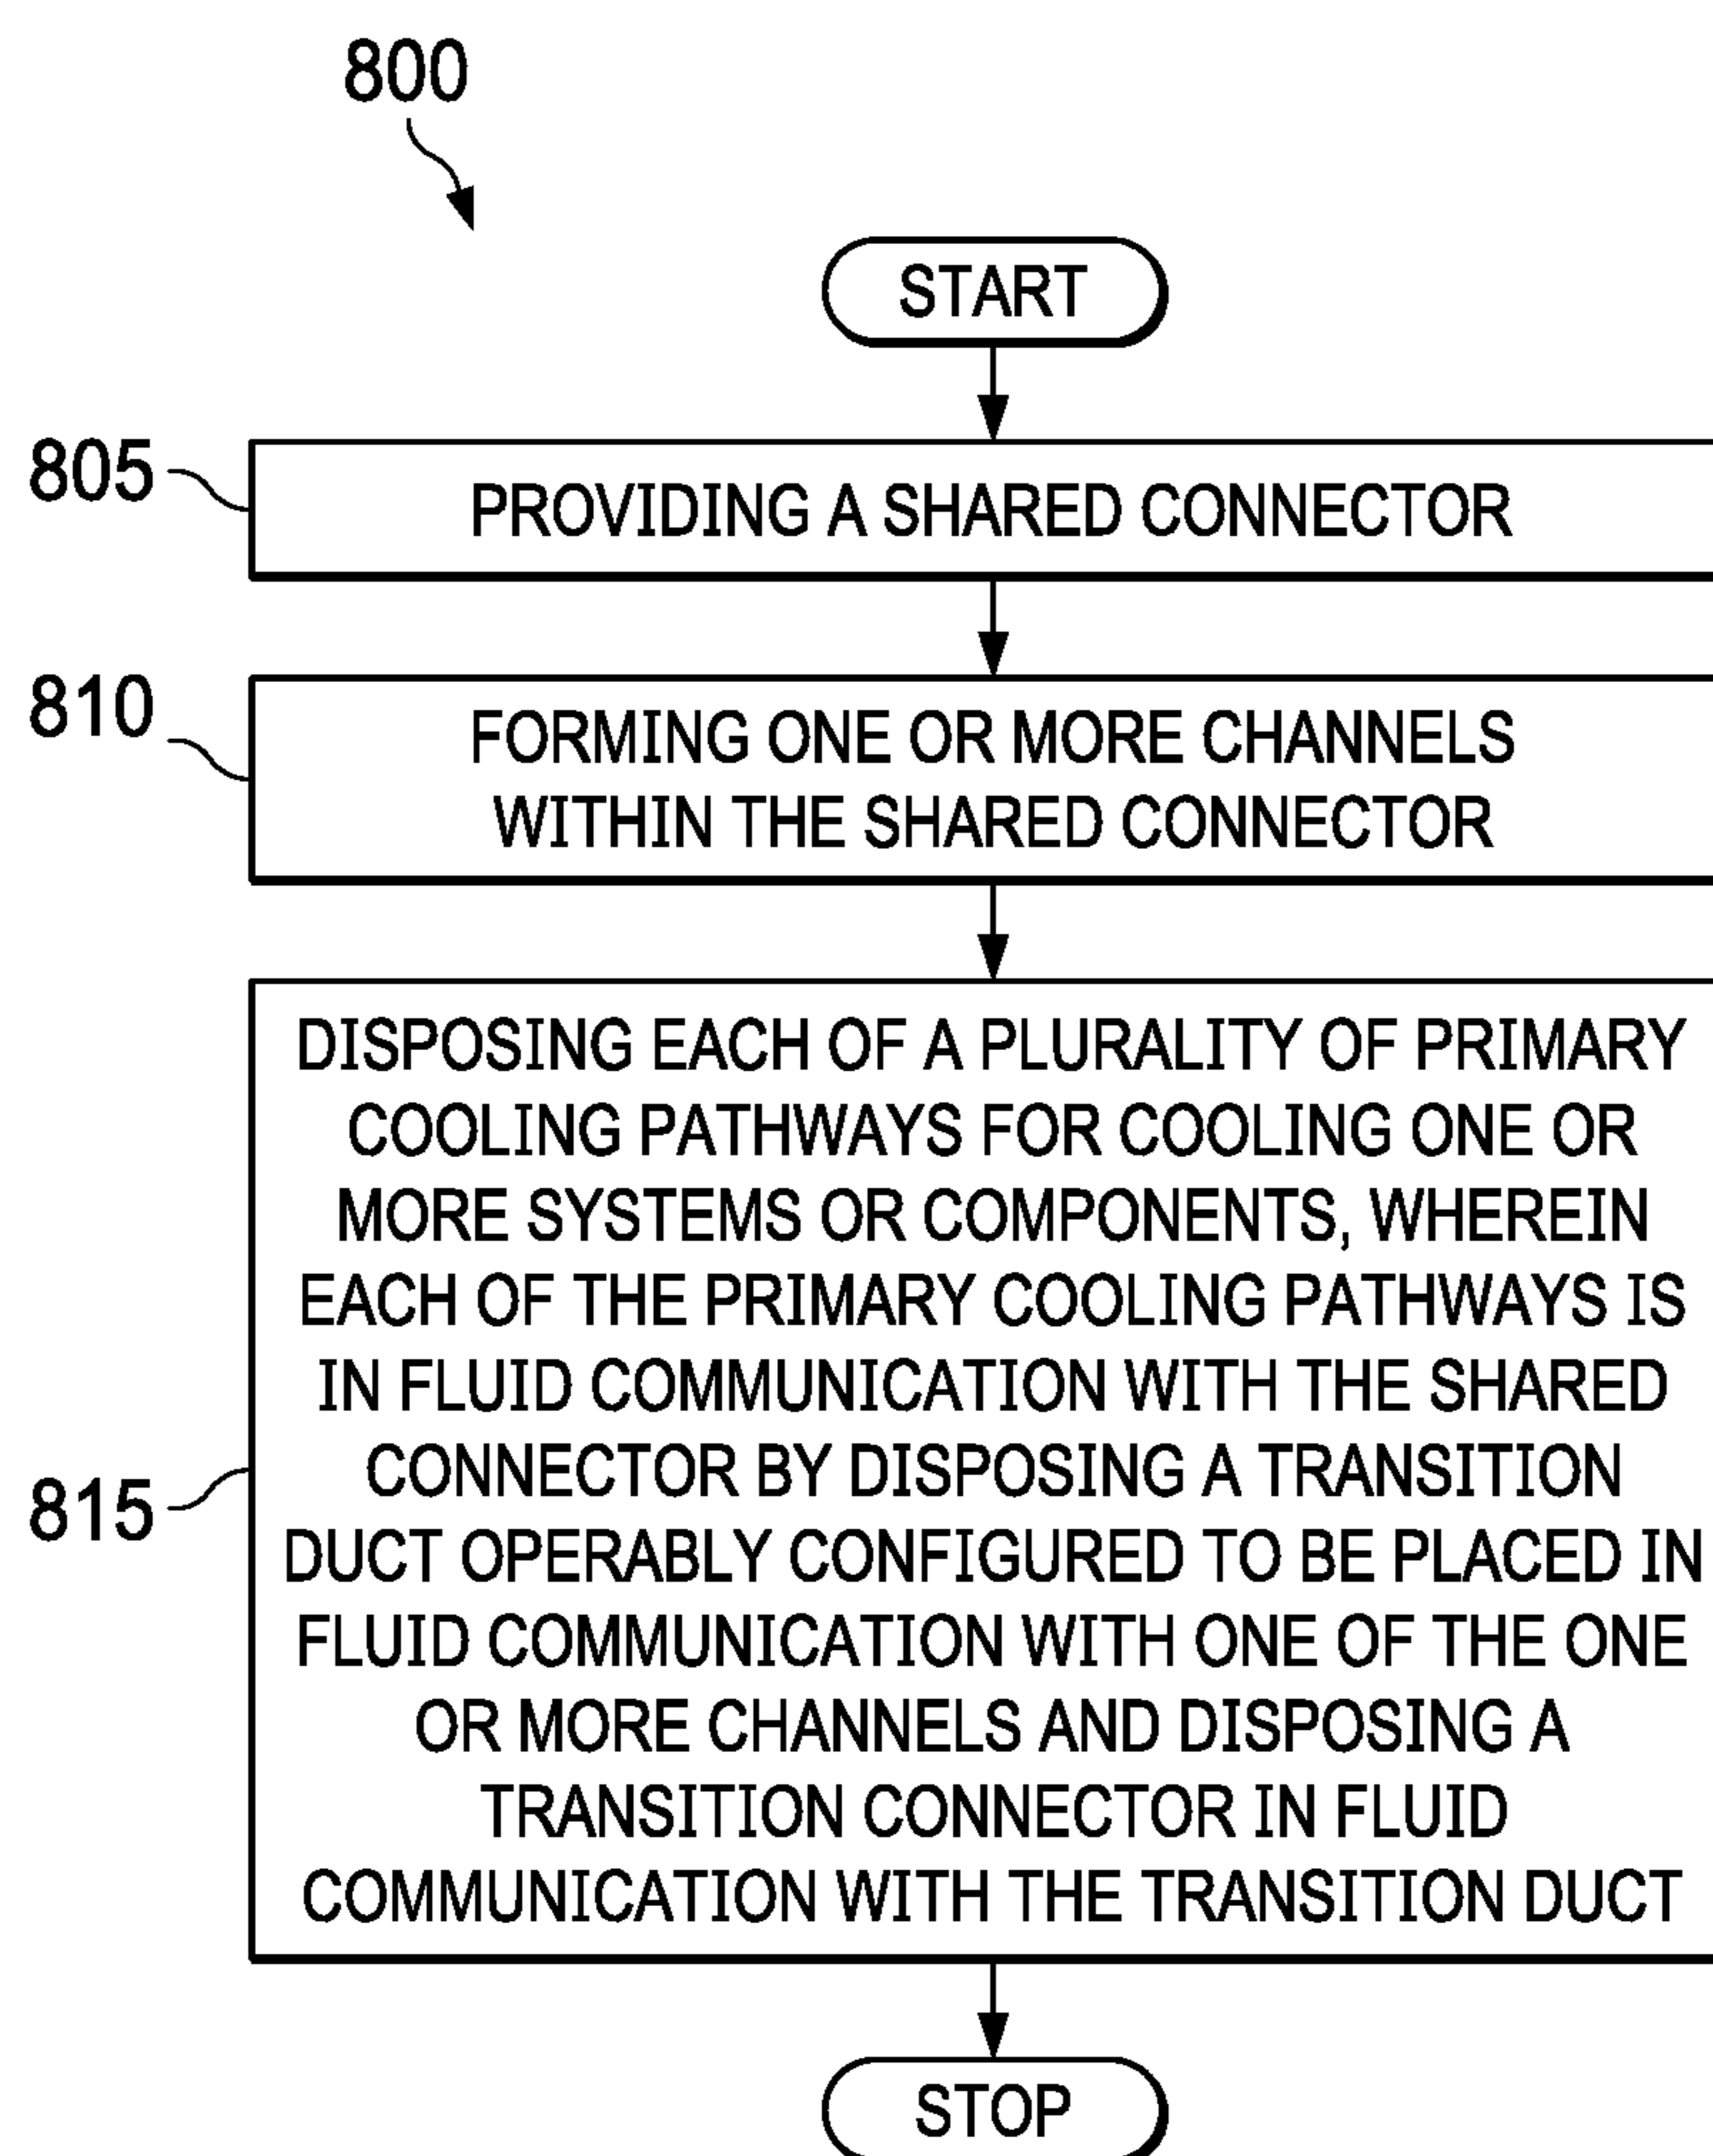 800
START
805
PROVIDING A SHARED CONNECTOR
810
FORMING ONE OR MORE CHANNELS
WITHIN THE SHARED CONNECTOR
815
DISPOSING EACH OF A PLURALITY OF PRIMARY
COOLING PATHWAYS FOR COOLING ONE OR
MORE SYSTEMS OR COMPONENTS, WHEREIN
EACH OF THE PRIMARY COOLING PATHWAYS IS
IN FLUID COMMUNICATION WITH THE SHARED
CONNECTOR BY DISPOSING A TRANSITION
DUCT OPERABLY CONFIGURED TO BE PLACED IN
FLUID COMMUNICATION WITH ONE OF THE ONE
OR MORE CHANNELS AND DISPOSING A
TRANSITION CONNECTOR IN FLUID
COMMUNICATION WITH THE TRANSITION DUCT
STOP